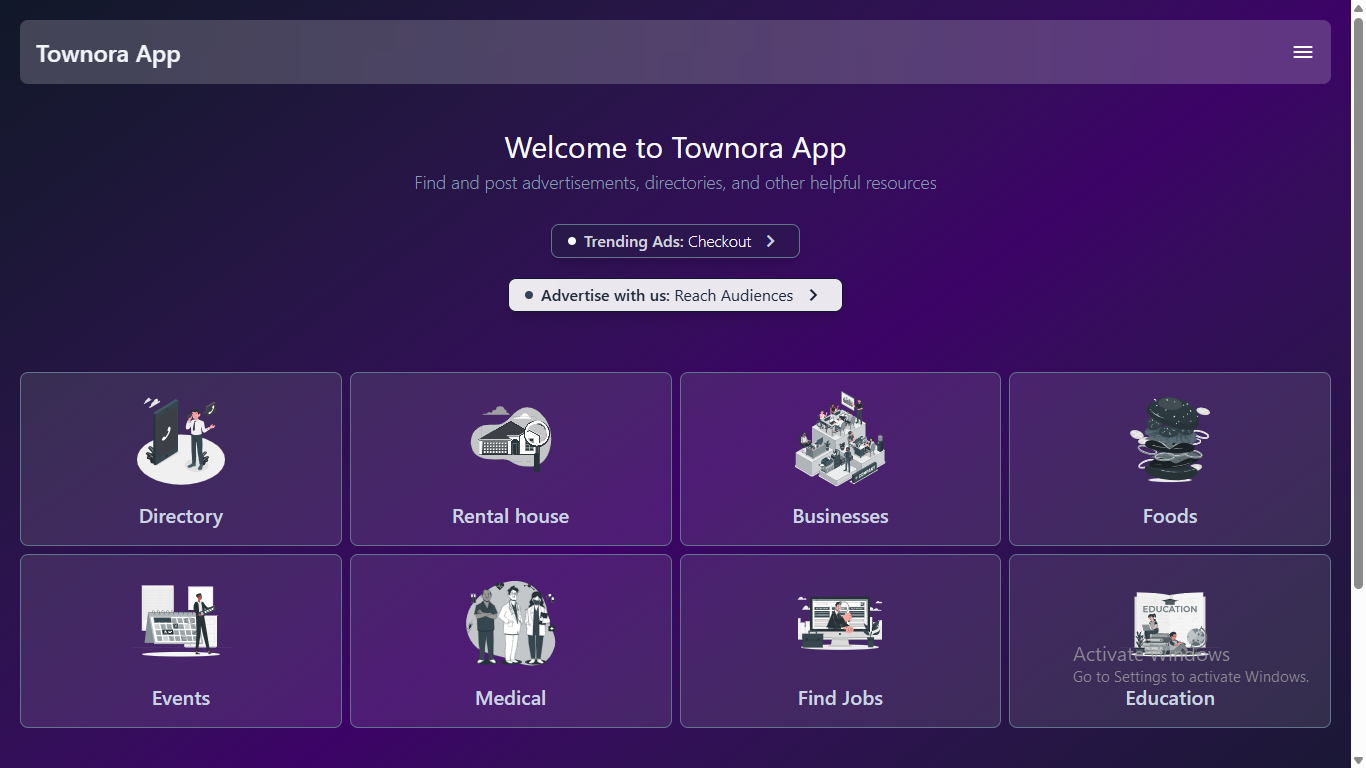 Townora App
Welcome to Townora App
Find and post advertisements, directories, and other helpful resources
Trending Ads: Checkout
Advertise with us: Reach Audiences
Directory
Rental house
Businesses
Foods
EDUCATION
Activate Windows
Go to Settings to activate Windows.
Events
Medical
Find Jobs
Education